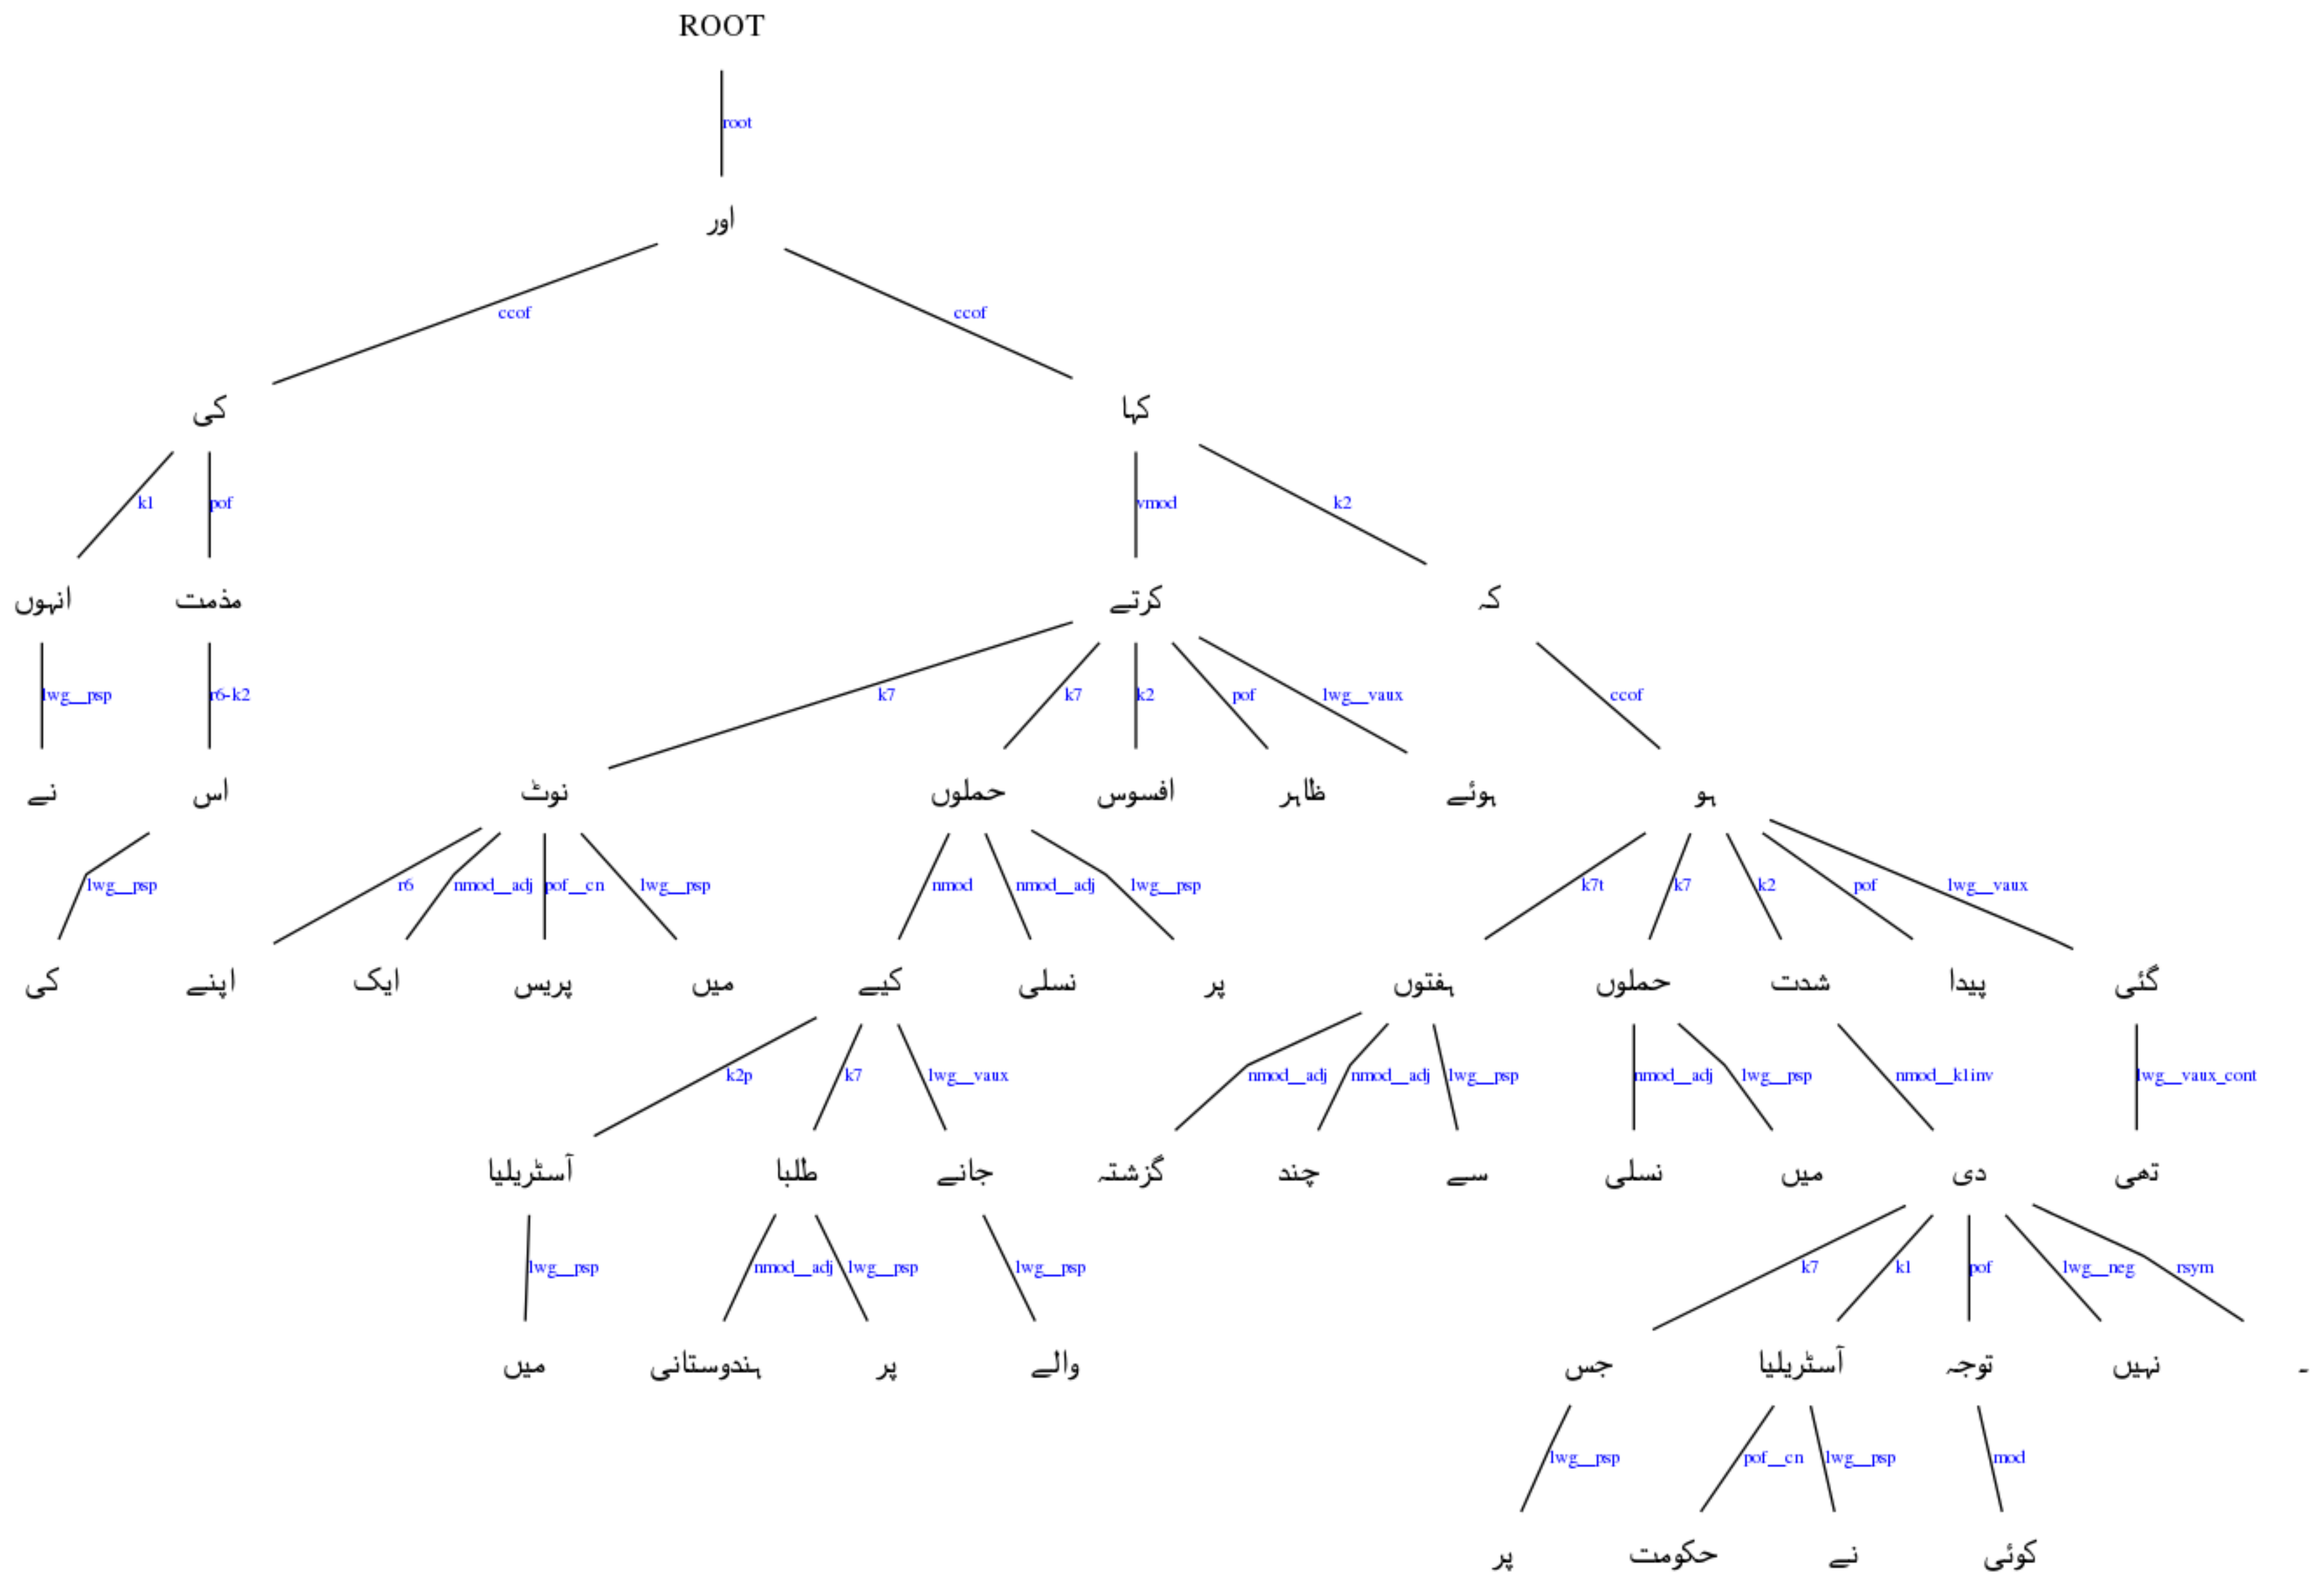 ROOT
root
اور
ccof ccof
کی کہا
k1 pof vmod k2
انہوں مذمت کرتے کہ
lwg__psp r6-k2 k7 k7 k2 pof lwg__vaux ccof
نے اس نوٹ حملوں افسوس ظاہر ہوئے ہو
lwg__psp r6 nmod__adj pof__cn lwg__psp nmod nmod__adj lwg__psp k7t k7 k2 pof lwg__vaux
کی اپنے ایک پریس میں کیے نسلی پر ہفتوں حملوں شدت پیدا گئی
k2p k7 lwg__vaux nmod__adj nmod__adj lwg__psp nmod__adj lwg__psp nmod__k1inv lwg__vaux_cont
آسٹریلیا طلبا جانے گزشتہ چند سے نسلی میں دی تھی
lwg__psp nmod__adj lwg__psp lwg__psp k7 k1 pof lwg__neg rsym
میں ہندوستانی پر والے جس آسٹریلیا توجہ نہیں ۔
lwg__psp pof__cn lwg__psp mod
پر حکومت نے کوئی